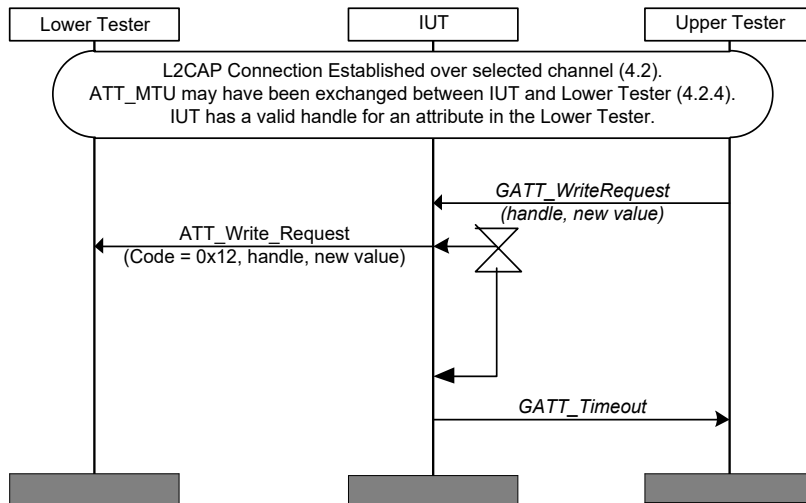 Lower Tester
IUT
Upper Tester
L2CAP Connection Established over selected channel (4.2).
ATT_MTU may have been exchanged between IUT and Lower Tester (4.2.4).
IUT has a valid handle for an attribute in the Lower Tester.
GATT_WriteRequest
(handle, new value)
ATT_Write_Request
(Code = 0x12, handle, new value)
GATT_Timeout